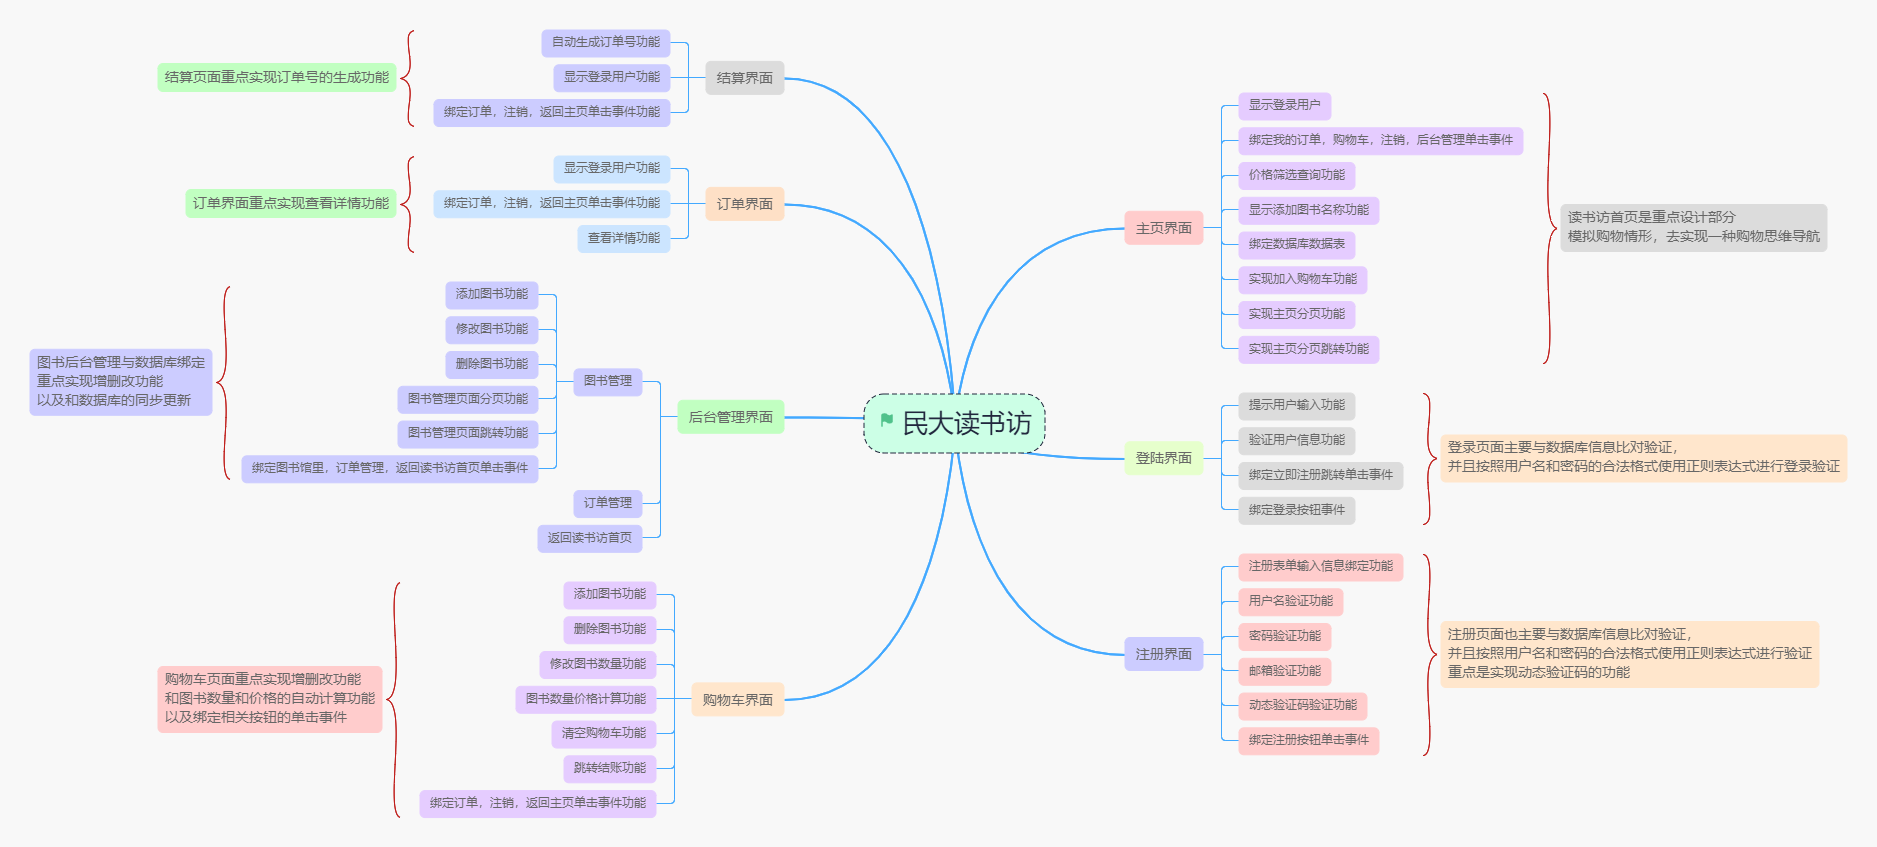 民大读书访
结算界面
自动生成订单号功能
显示登录用户功能
绑定订单，注销，返回主页单击事件功能
结算页面重点实现订单号的生成功能
订单界面
显示登录用户功能
绑定订单，注销，返回主页单击事件功能
查看详情功能
订单界面重点实现查看详情功能
后台管理界面
图书管理
添加图书功能
修改图书功能
删除图书功能
图书管理页面分页功能
图书管理页面跳转功能
绑定图书馆里，订单管理，返回读书访首页单击事件
订单管理
返回读书访首页
图书后台管理与数据库绑定
重点实现增删改功能
以及和数据库的同步更新
购物车界面
添加图书功能
删除图书功能
修改图书数量功能
图书数量价格计算功能
清空购物车功能
跳转结账功能
绑定订单，注销，返回主页单击事件功能
购物车页面重点实现增删改功能
和图书数量和价格的自动计算功能
以及绑定相关按钮的单击事件
主页界面
显示登录用户
绑定我的订单，购物车，注销，后台管理单击事件
价格筛选查询功能
显示添加图书名称功能
绑定数据库数据表
实现加入购物车功能
实现主页分页功能
实现主页分页跳转功能
读书访首页是重点设计部分
模拟购物情形，去实现一种购物思维导航
登陆界面
提示用户输入功能
验证用户信息功能
绑定立即注册跳转单击事件
绑定登录按钮事件
登录页面主要与数据库信息比对验证，
并且按照用户名和密码的合法格式使用正则表达式进行登录验证
注册界面
注册表单输入信息绑定功能
用户名验证功能
密码验证功能
邮箱验证功能
动态验证码验证功能
绑定注册按钮单击事件
注册页面也主要与数据库信息比对验证，
并且按照用户名和密码的合法格式使用正则表达式进行验证
重点是实现动态验证码的功能